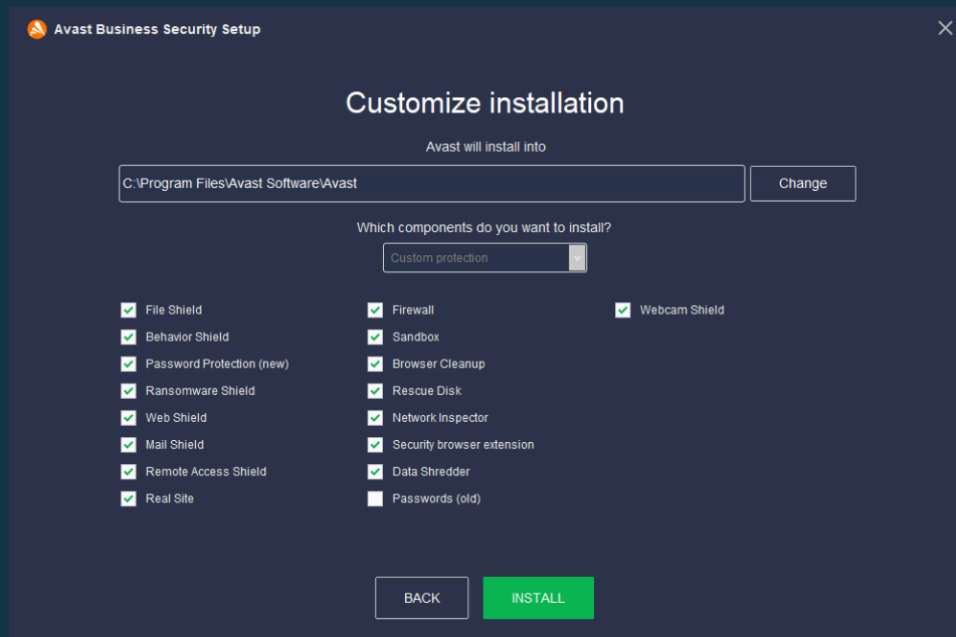 Avast Business Security Setup
Customize installation
Avast will install into
C:\Program Files\Avast Software\Avast
Change
Which components do you want to install?
Custom protection
File Shield
Behavior Shield
Password Protection (new)
Ransomware Shield
Web Shield
Mail Shield
Remote Access Shield
Real Site
Firewall
Sandbox
Browser Cleanup
Rescue Disk
Network Inspector
Security browser extension
Data Shredder
Passwords (old)
Webcam Shield
BACK
INSTALL